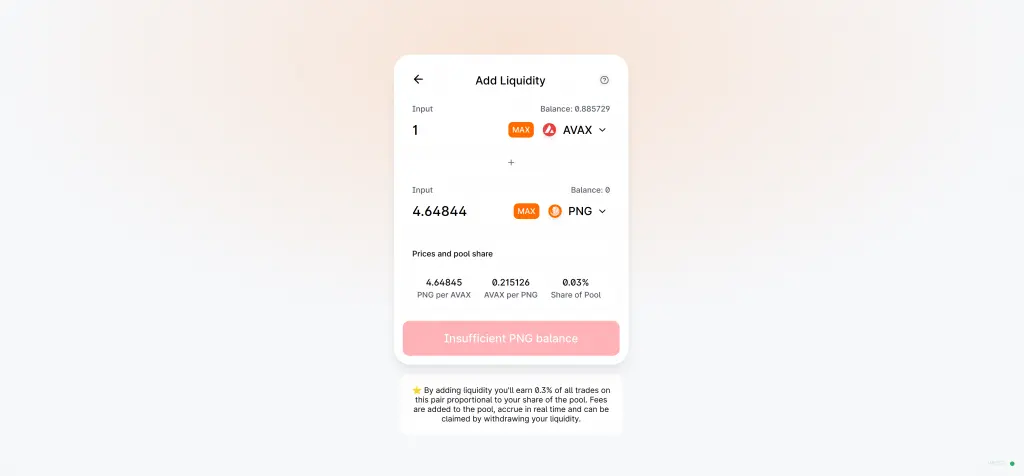 Add Liquidity
Input
Balance: 0.885729
1
MAX
AVAX
+
Input
Balance: 0
4.64844
MAX
PNG
Prices and pool share
4.64845
0.215126
0.03%
PNG per AVAX
AVAX per PNG
Share of Pool
Insufficient PNG balance
⭐ By adding liquidity you'll earn 0.3% of all trades on
this pair proportional to your share of the pool. Fees
are added to the pool, accrue in real time and can be
claimed by withdrawing your liquidity.